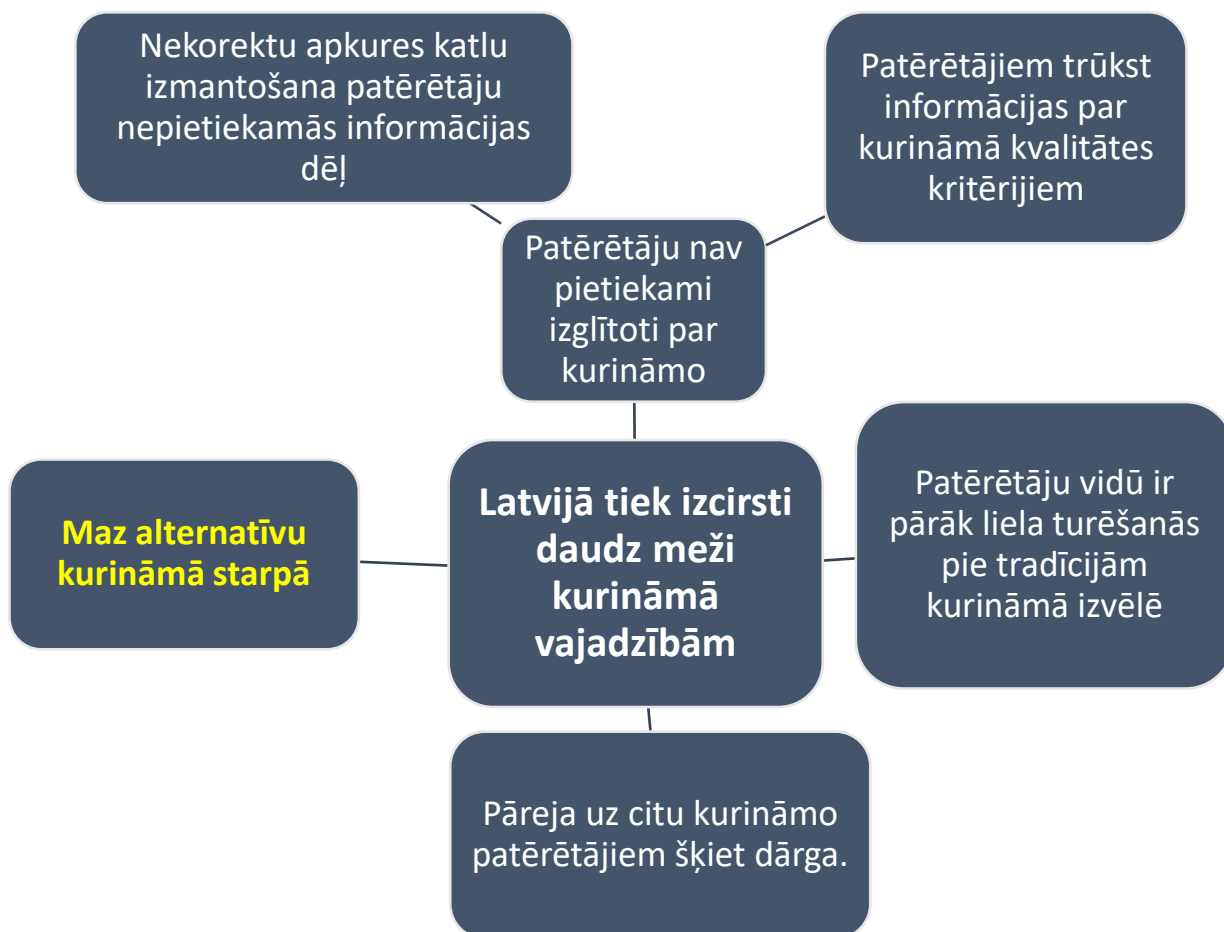 Nekorektu apkures katlu
izmantošana patērētāju
nepietiekamās informācijas
dēļ
Patērētājiem trūkst
informācijas par
kurināmā kvalitātes
kritērijiem
Patērētāju nav
pietiekami
izglītoti par
kurināmo
Maz alternatīvu
kurināmā starpā
Latvijā tiek izcirsti
daudz meži
kurināmā
vajadzībām
Patērētāju vidū ir
pārāk liela turēšanās
pie tradīcijām
kurināmā izvēlē
Pāreja uz citu kurināmo
patērētājiem šķiet dārga.